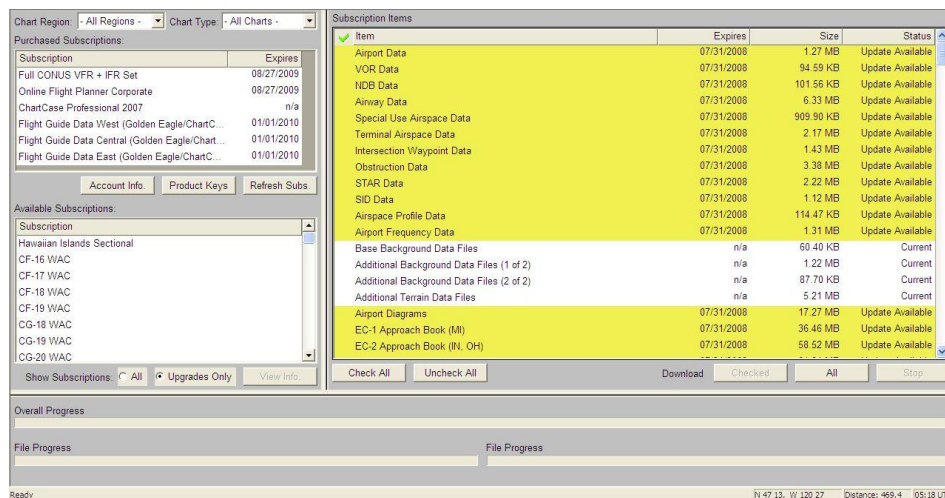 Chart Region: - All Regions - Chart Type: - All Charts -
Purchased Subscriptions:
Subscription Expires
Full CONUS VFR + IFR Set 08/27/2009
Online Flight Planner Corporate 08/27/2009
ChartCase Professional 2007 n/a
Flight Guide Data West (Golden Eagle/ChartC... 01/01/2010
Flight Guide Data Central (Golden Eagle/Chart... 01/01/2010
Flight Guide Data East (Golden Eagle/ChartC... 01/01/2010
Account Info. Product Keys Refresh Subs.
Available Subscriptions:
Subscription
Hawaiian Islands Sectional
CF-16 WAC
CF-17 WAC
CF-18 WAC
CF-19 WAC
CG-18 WAC
CG-19 WAC
CG-20 WAC
Show Subscriptions: All Upgrades Only View Info.
Subscription Items
Item Expires Size Status
Airport Data 07/31/2008 1.27 MB Update Available
VOR Data 07/31/2008 94.59 KB Update Available
NDB Data 07/31/2008 101.56 KB Update Available
Airway Data 07/31/2008 6.33 MB Update Available
Special Use Airspace Data 07/31/2008 909.90 KB Update Available
Terminal Airspace Data 07/31/2008 2.17 MB Update Available
Intersection Waypoint Data 07/31/2008 1.43 MB Update Available
Obstruction Data 07/31/2008 3.38 MB Update Available
STAR Data 07/31/2008 2.22 MB Update Available
SID Data 07/31/2008 1.12 MB Update Available
Airspace Profile Data 07/31/2008 114.47 KB Update Available
Airport Frequency Data 07/31/2008 1.31 MB Update Available
Base Background Data Files n/a 60.40 KB Current
Additional Background Data Files (1 of 2) n/a 1.22 MB Current
Additional Background Data Files (2 of 2) n/a 87.70 KB Current
Additional Terrain Data Files n/a 5.21 MB Current
Airport Diagrams 07/31/2008 17.27 MB Update Available
EC-1 Approach Book (MI) 07/31/2008 36.46 MB Update Available
EC-2 Approach Book (IN, OH) 07/31/2008 58.52 MB Update Available
Check All Uncheck All Download Checked All Stop
Overall Progress
File Progress File Progress
Ready N 47 13, W 120 27 Distance: 469.4 05:18 U